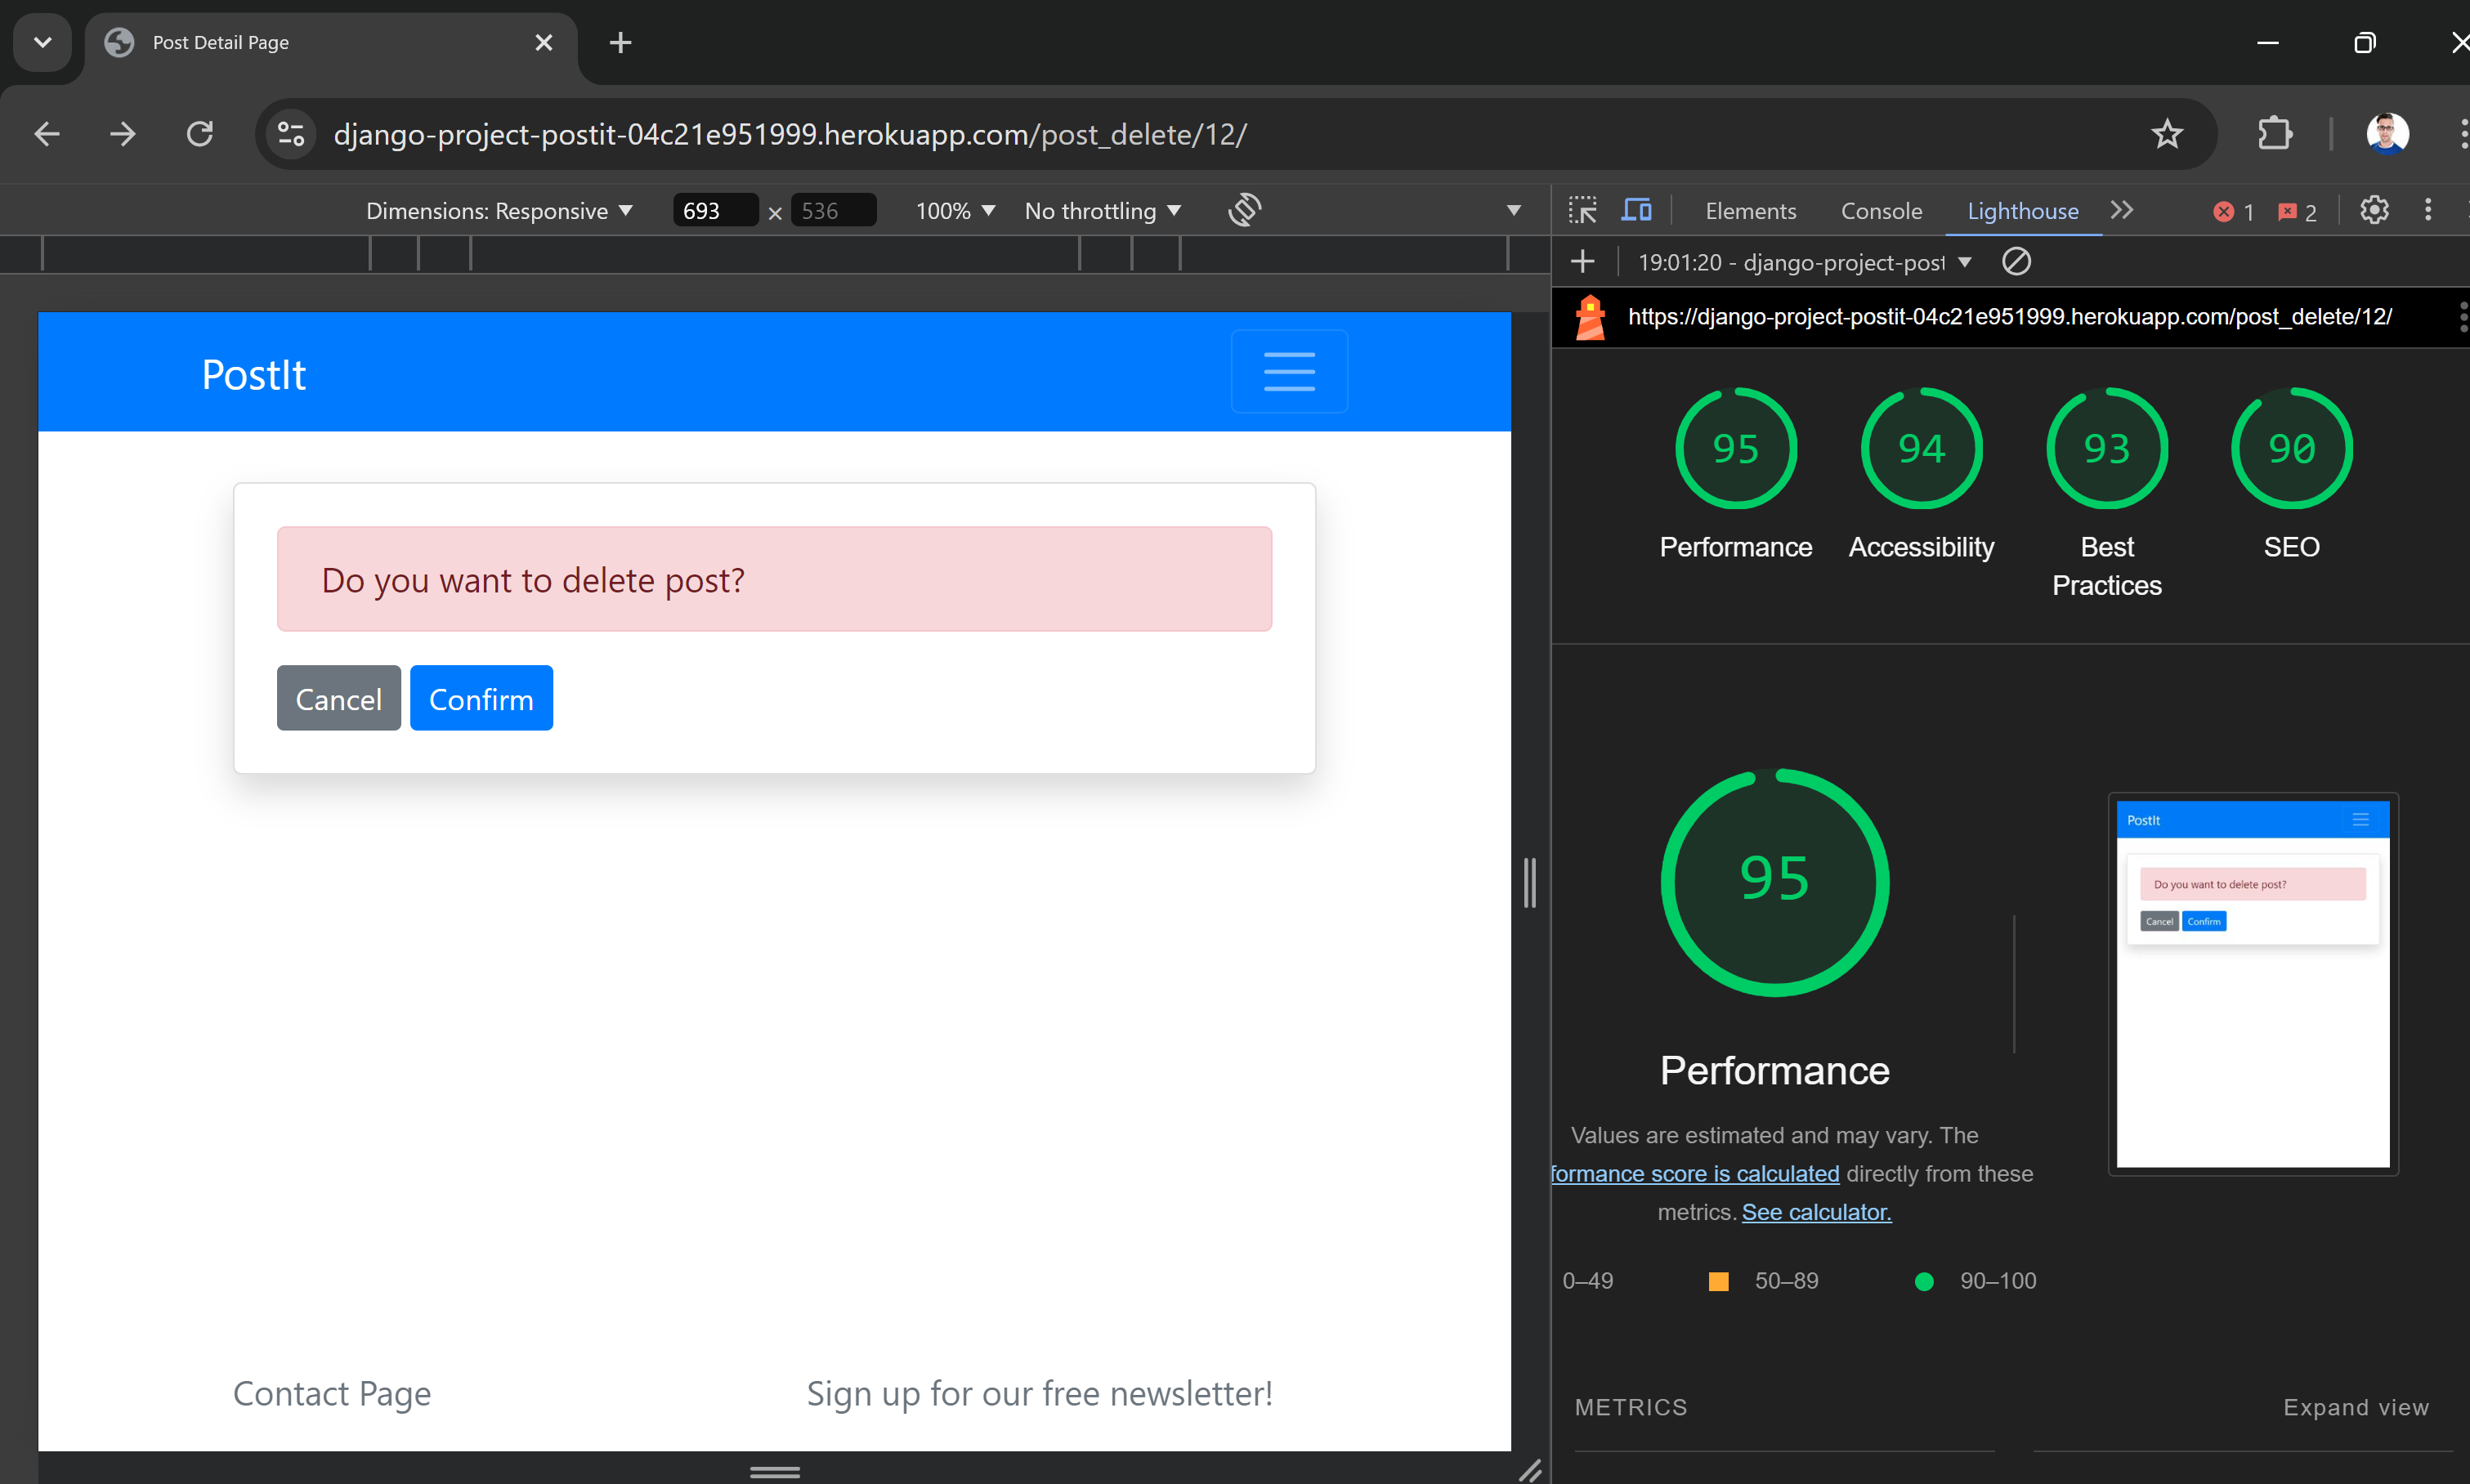 Post Detail Page
django-project-postit-04c21e951999.herokuapp.com/post_delete/12/
Dimensions: Responsive 693 × 536 100% No throttling
Elements Console Lighthouse 1 2
19:01:20 - django-project-post
https://django-project-postit-04c21e951999.herokuapp.com/post_delete/12/
PostIt
Do you want to delete post?
Cancel Confirm
Contact Page Sign up for our free newsletter!
95 94 93 90
Performance Accessibility Best Practices SEO
95
Performance
Values are estimated and may vary. The
formance score is calculated directly from these
metrics. See calculator.
0–49 50–89 90–100
PostIt
Do you want to delete post?
Cancel Confirm
METRICS Expand view